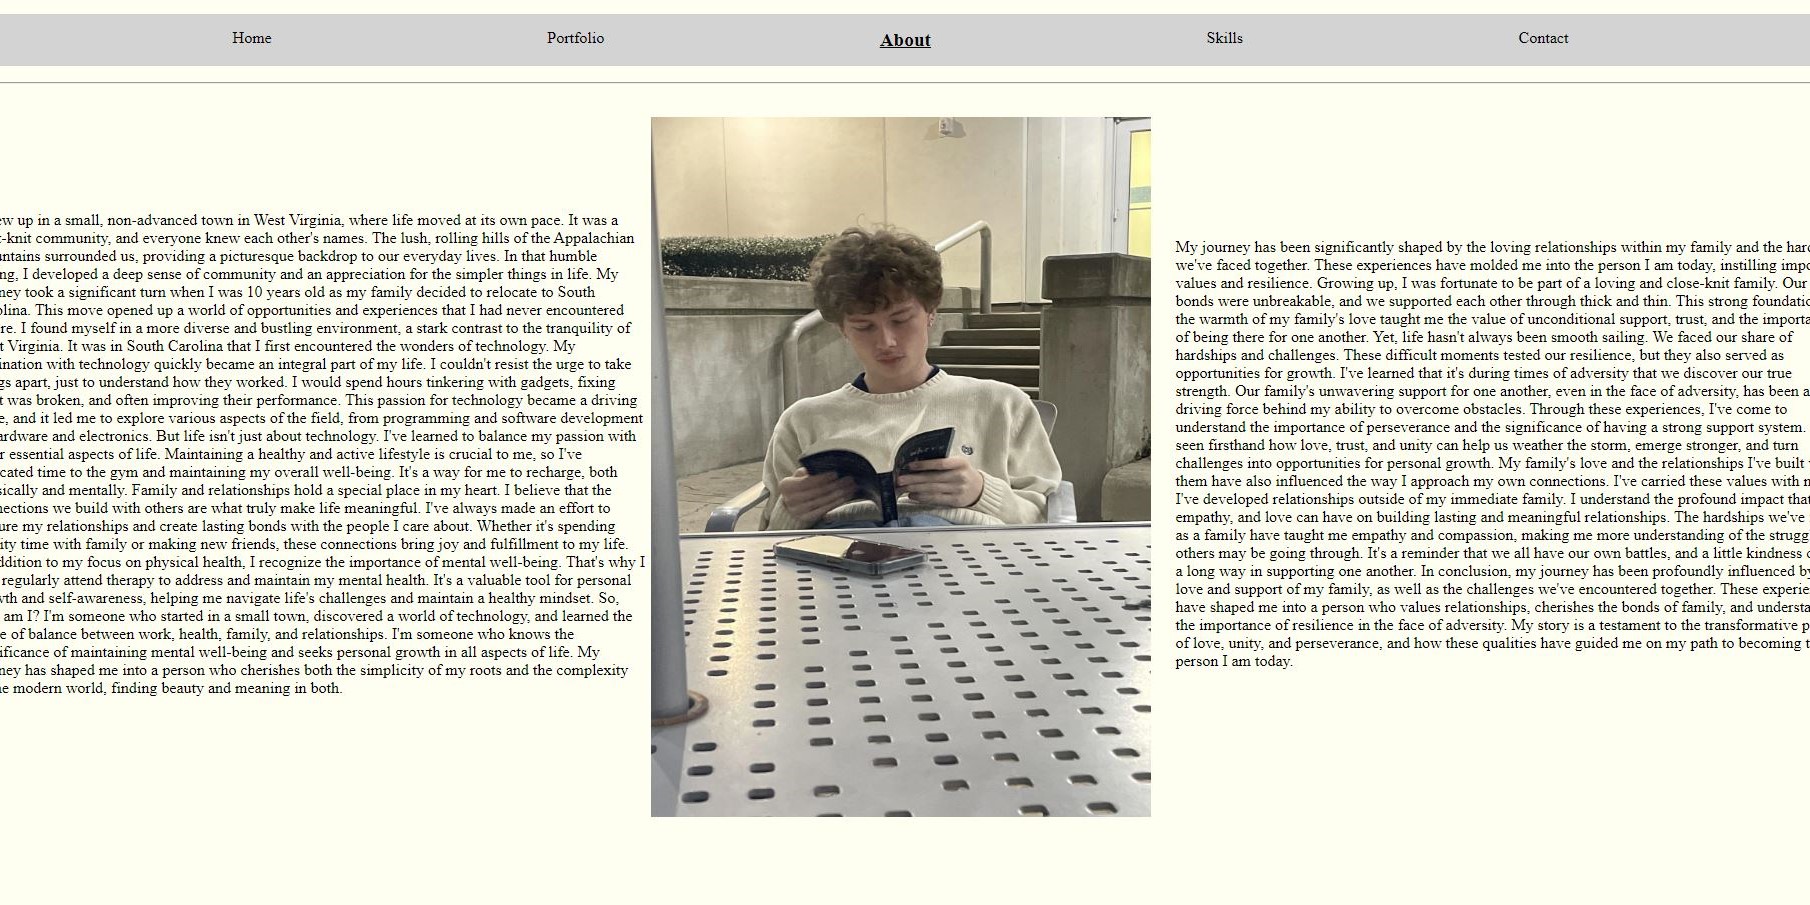 Home
Portfolio
About
Skills
Contact
ew up in a small, non-advanced town in West Virginia, where life moved at its own pace. It was a
-knit community, and everyone knew each other's names. The lush, rolling hills of the Appalachian
untains surrounded us, providing a picturesque backdrop to our everyday lives. In that humble
ng, I developed a deep sense of community and an appreciation for the simpler things in life. My
ney took a significant turn when I was 10 years old as my family decided to relocate to South
olina. This move opened up a world of opportunities and experiences that I had never encountered
re. I found myself in a more diverse and bustling environment, a stark contrast to the tranquility of
t Virginia. It was in South Carolina that I first encountered the wonders of technology. My
ination with technology quickly became an integral part of my life. I couldn't resist the urge to take
gs apart, just to understand how they worked. I would spend hours tinkering with gadgets, fixing
t was broken, and often improving their performance. This passion for technology became a driving
e, and it led me to explore various aspects of the field, from programming and software development
ardware and electronics. But life isn't just about technology. I've learned to balance my passion with
r essential aspects of life. Maintaining a healthy and active lifestyle is crucial to me, so I've
cated time to the gym and maintaining my overall well-being. It's a way for me to recharge, both
sically and mentally. Family and relationships hold a special place in my heart. I believe that the
nections we build with others are what truly make life meaningful. I've always made an effort to
ure my relationships and create lasting bonds with the people I care about. Whether it's spending
ity time with family or making new friends, these connections bring joy and fulfillment to my life.
ddition to my focus on physical health, I recognize the importance of mental well-being. That's why I
regularly attend therapy to address and maintain my mental health. It's a valuable tool for personal
vth and self-awareness, helping me navigate life's challenges and maintain a healthy mindset. So,
am I? I'm someone who started in a small town, discovered a world of technology, and learned the
e of balance between work, health, family, and relationships. I'm someone who knows the
ificance of maintaining mental well-being and seeks personal growth in all aspects of life. My
ney has shaped me into a person who cherishes both the simplicity of my roots and the complexity
e modern world, finding beauty and meaning in both.
My journey has been significantly shaped by the loving relationships within my family and the hard
we've faced together. These experiences have molded me into the person I am today, instilling impo
values and resilience. Growing up, I was fortunate to be part of a loving and close-knit family. Our
bonds were unbreakable, and we supported each other through thick and thin. This strong foundatio
the warmth of my family's love taught me the value of unconditional support, trust, and the importa
of being there for one another. Yet, life hasn't always been smooth sailing. We faced our share of
hardships and challenges. These difficult moments tested our resilience, but they also served as
opportunities for growth. I've learned that it's during times of adversity that we discover our true
strength. Our family's unwavering support for one another, even in the face of adversity, has been a
driving force behind my ability to overcome obstacles. Through these experiences, I've come to
understand the importance of perseverance and the significance of having a strong support system.
seen firsthand how love, trust, and unity can help us weather the storm, emerge stronger, and turn
challenges into opportunities for personal growth. My family's love and the relationships I've built
them have also influenced the way I approach my own connections. I've carried these values with
I've developed relationships outside of my immediate family. I understand the profound impact that
empathy, and love can have on building lasting and meaningful relationships. The hardships we've
as a family have taught me empathy and compassion, making me more understanding of the strugg
others may be going through. It's a reminder that we all have our own battles, and a little kindness
a long way in supporting one another. In conclusion, my journey has been profoundly influenced by
love and support of my family, as well as the challenges we've encountered together. These experie
have shaped me into a person who values relationships, cherishes the bonds of family, and understa
the importance of resilience in the face of adversity. My story is a testament to the transformative p
of love, unity, and perseverance, and how these qualities have guided me on my path to becoming t
person I am today.